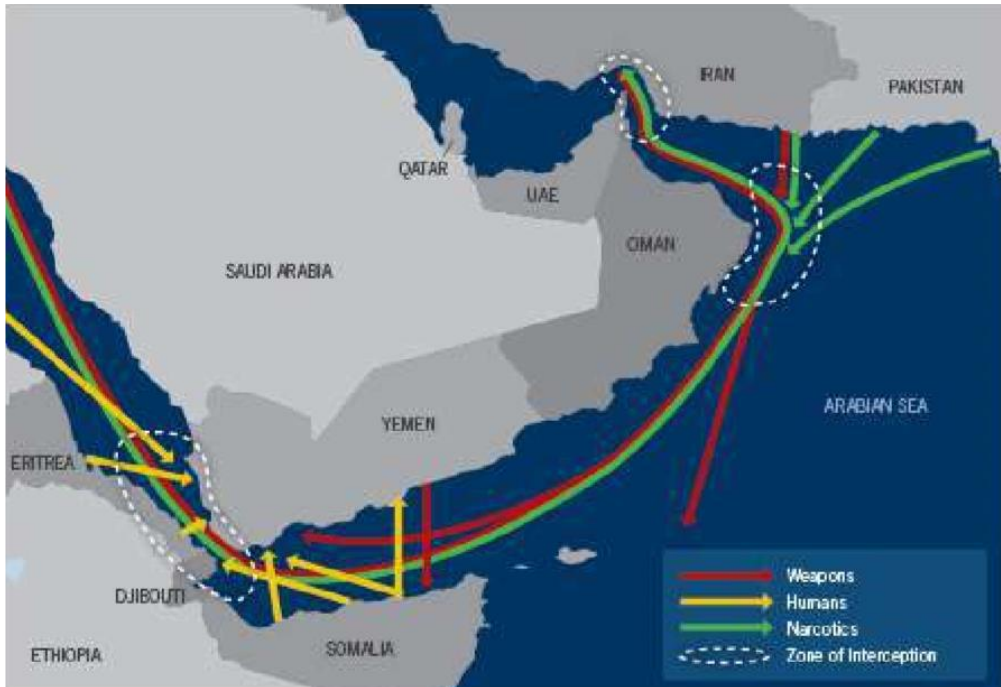 IRAN
PAKISTAN
QATAR
UAE
OMAN
SAUDI ARABIA
ARABIAN SEA
YEMEN
ERITREA
DJIBOUTI
SOMALIA
ETHIOPIA
Weapons
Humans
Narcotics
Zone of Interception